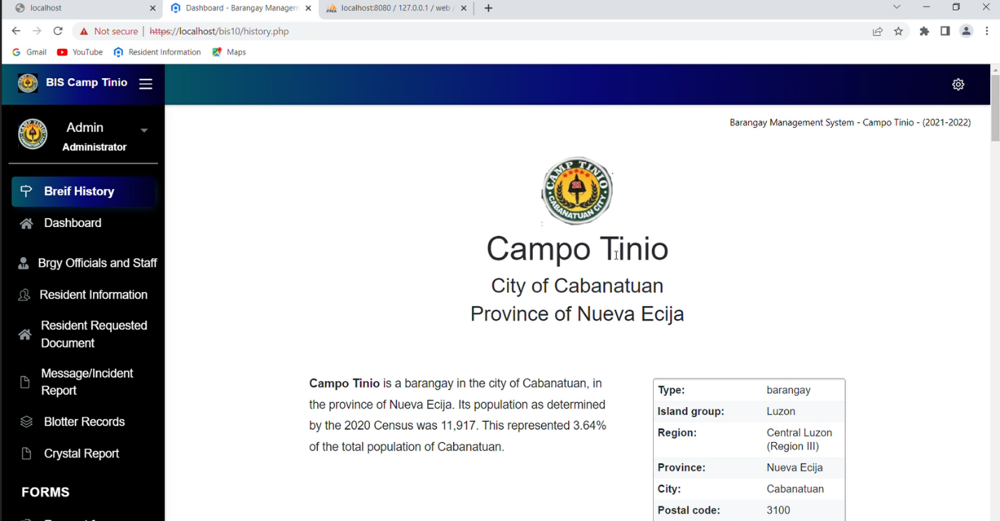 localhost
Dashboard - Barangay Managem
localhost:8080 / 127.0.0.1 / web
Not secure | https://localhost/bis10/history.php
Gmail
YouTube
Resident Information
Maps
BIS Camp Tinio
Admin
Administrator
Breif History
Dashboard
Brgy Officials and Staff
Resident Information
Resident Requested
Document
Message/Incident
Report
Blotter Records
Crystal Report
FORMS
Barangay Management System - Campo Tinio - (2021-2022)
CAMP TINIO
21
CABANATUAN CITY
Campo Tinio
City of Cabanatuan
Province of Nueva Ecija
Campo Tinio is a barangay in the city of Cabanatuan, in
the province of Nueva Ecija. Its population as determined
by the 2020 Census was 11,917. This represented 3.64%
of the total population of Cabanatuan.
Type: barangay
Island group: Luzon
Region: Central Luzon
(Region III)
Province: Nueva Ecija
City: Cabanatuan
Postal code: 3100